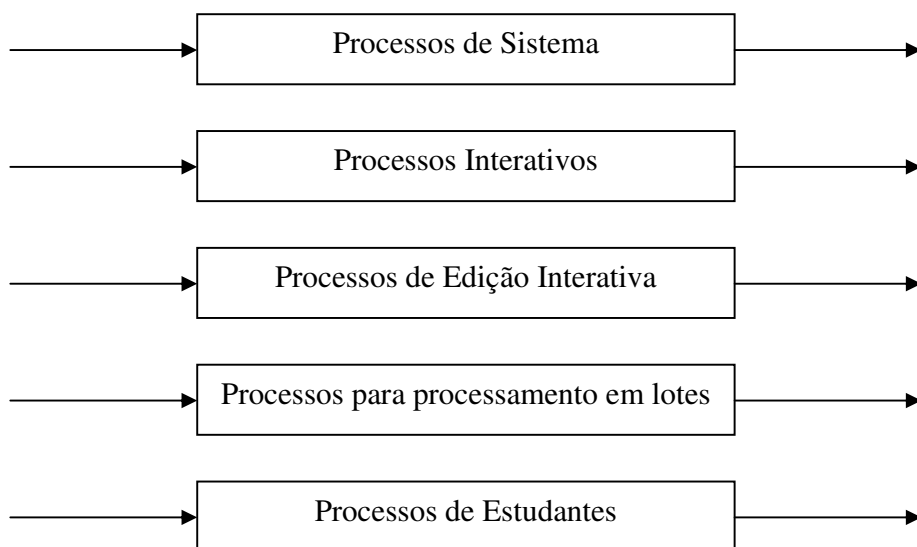 Processos de Sistema
Processos Interativos
Processos de Edição Interativa
Processos para processamento em lotes
Processos de Estudantes